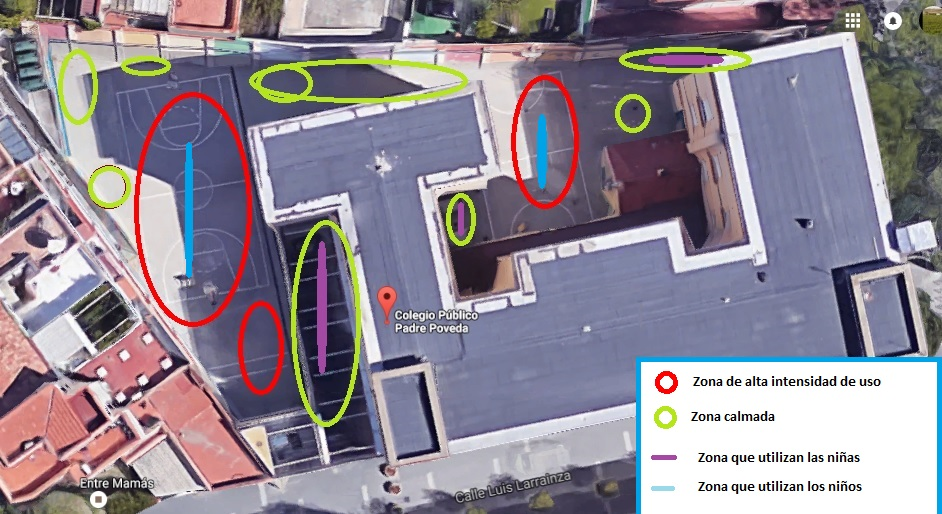 Colegio Público
Padre Poveda
Zona de alta intensidad de uso
Zona calmada
Zona que utilizan las niñas
Zona que utilizan los niños
Entre Mamás
Calle Luis Larrainza